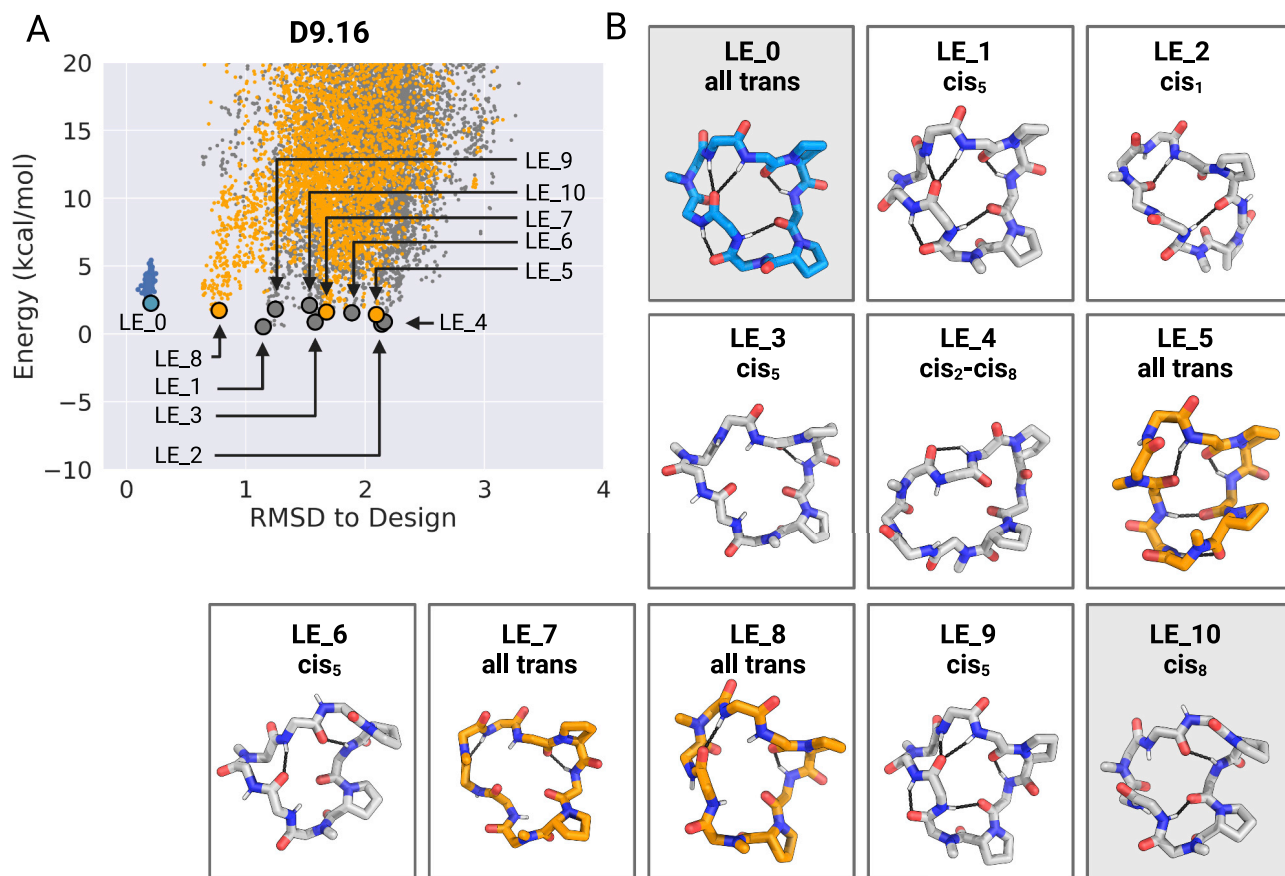 A
D9.16
Energy (kcal/mol)
20
15
10
5
0
−5
−10
0
1
2
3
4
RMSD to Design
LE_9
LE_10
LE_7
LE_6
LE_5
LE_0
LE_4
LE_8
LE_1
LE_3
LE_2
B
LE_0
all trans
LE_1
cis₅
LE_2
cis₁
LE_3
cis₅
LE_4
cis₂-cis₈
LE_5
all trans
LE_6
cis₅
LE_7
all trans
LE_8
all trans
LE_9
cis₅
LE_10
cis₈